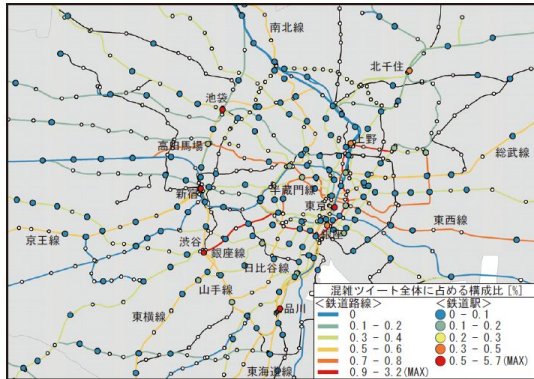 南北線
北千住
池袋
上野
高田馬場
総武線
新宿
半蔵門線
東京
東西線
京王線
渋谷
銀座線
銀座
日比谷線
山手線
東横線
品川
東海道線
混雑ツイート全体に占める構成比[%]
<鉄道路線> <鉄道駅>
0 0 - 0.1
0.1 - 0.2 0.1 - 0.2
0.3 - 0.4 0.2 - 0.3
0.5 - 0.6 0.3 - 0.5
0.7 - 0.8 0.5 - 5.7(MAX)
0.9 - 3.2(MAX)